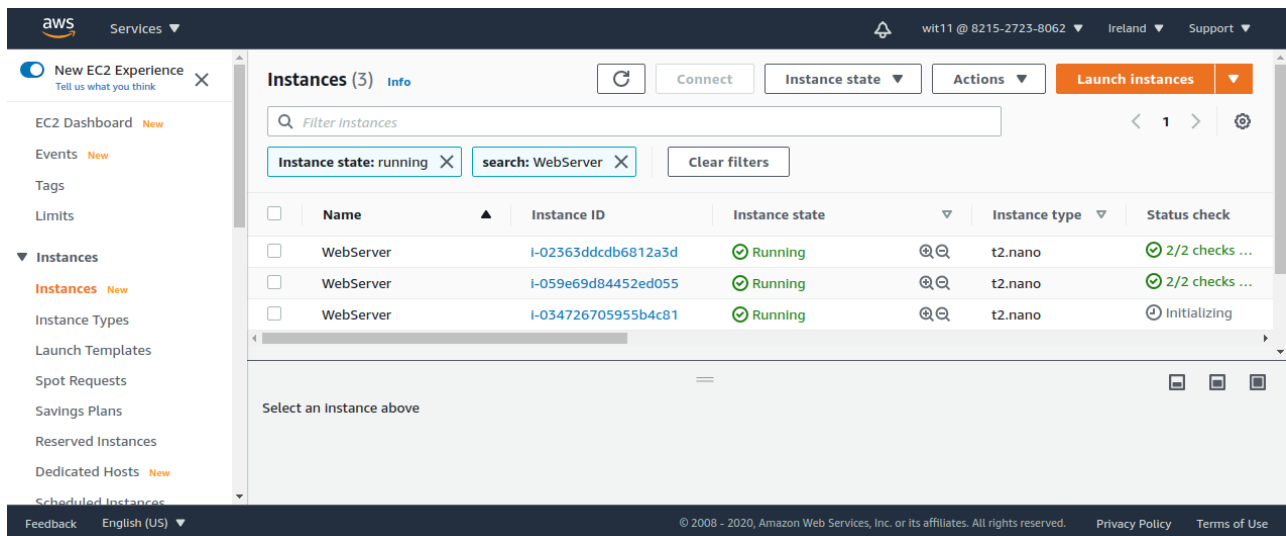 aws Services wit11 @ 8215-2723-8062 Ireland Support
New EC2 Experience
Tell us what you think
EC2 Dashboard New
Events New
Tags
Limits
Instances
Instances New
Instance Types
Launch Templates
Spot Requests
Savings Plans
Reserved Instances
Dedicated Hosts New
Scheduled Instances
Instances (3) Info Connect Instance state Actions Launch instances
Filter Instances 1
Instance state: running search: WebServer Clear filters
Name Instance ID Instance state Instance type Status check
WebServer i-02363ddcdb6812a3d Running t2.nano 2/2 checks ...
WebServer i-059e69d84452ed055 Running t2.nano 2/2 checks ...
WebServer i-034726705955b4c81 Running t2.nano Initializing
Select an instance above
Feedback English (US) © 2008 - 2020, Amazon Web Services, Inc. or its affiliates. All rights reserved. Privacy Policy Terms of Use